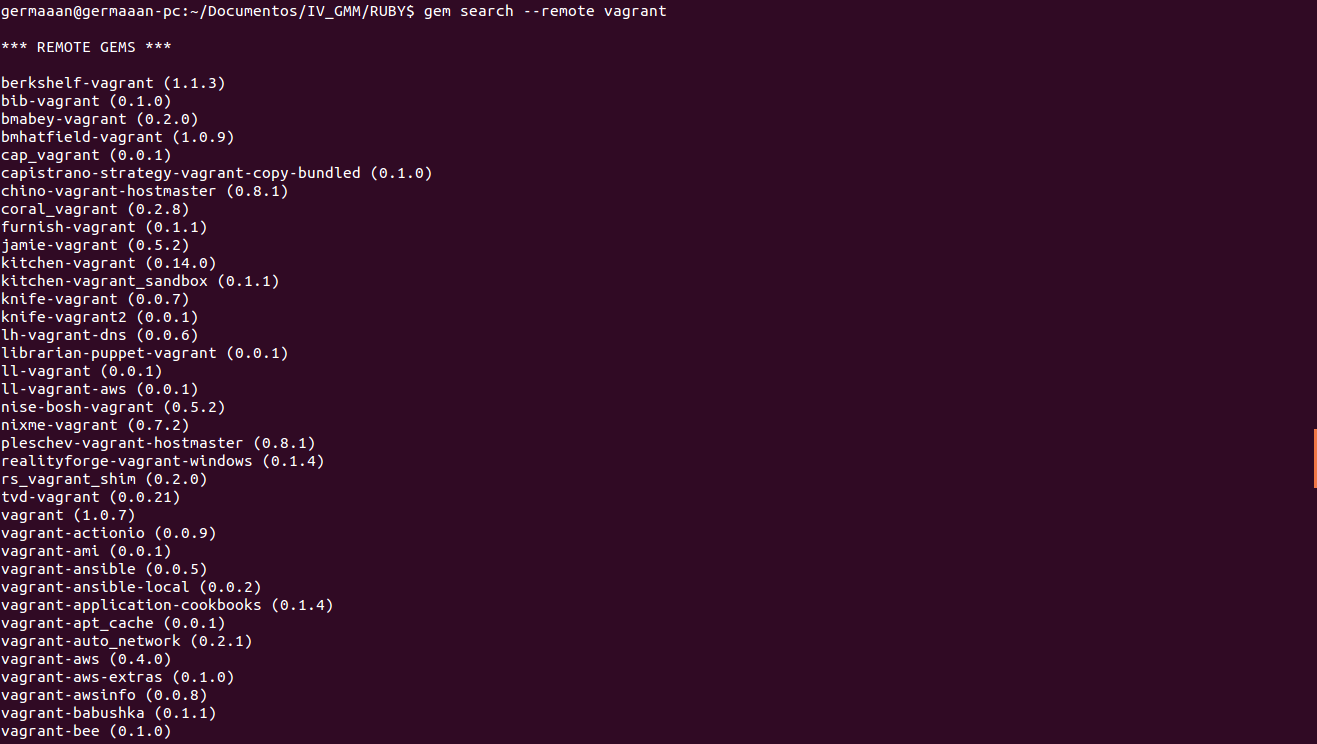 germaaan@germaaan-pc:~/Documentos/IV_GMM/RUBY$ gem search --remote vagrant
*** REMOTE GEMS ***
berkshelf-vagrant (1.1.3)
bib-vagrant (0.1.0)
bmabey-vagrant (0.2.0)
bmhatfield-vagrant (1.0.9)
cap_vagrant (0.0.1)
capistrano-strategy-vagrant-copy-bundled (0.1.0)
chino-vagrant-hostmaster (0.8.1)
coral_vagrant (0.2.8)
furnish-vagrant (0.1.1)
jamie-vagrant (0.5.2)
kitchen-vagrant (0.14.0)
kitchen-vagrant_sandbox (0.1.1)
knife-vagrant (0.0.7)
knife-vagrant2 (0.0.1)
lh-vagrant-dns (0.0.6)
librarian-puppet-vagrant (0.0.1)
ll-vagrant (0.0.1)
ll-vagrant-aws (0.0.1)
nise-bosh-vagrant (0.5.2)
nixme-vagrant (0.7.2)
pleschev-vagrant-hostmaster (0.8.1)
realityforge-vagrant-windows (0.1.4)
rs_vagrant_shim (0.2.0)
tvd-vagrant (0.0.21)
vagrant (1.0.7)
vagrant-actionio (0.0.9)
vagrant-ami (0.0.1)
vagrant-ansible (0.0.5)
vagrant-ansible-local (0.0.2)
vagrant-application-cookbooks (0.1.4)
vagrant-apt_cache (0.0.1)
vagrant-auto_network (0.2.1)
vagrant-aws (0.4.0)
vagrant-aws-extras (0.1.0)
vagrant-awsinfo (0.0.8)
vagrant-babushka (0.1.1)
vagrant-bee (0.1.0)